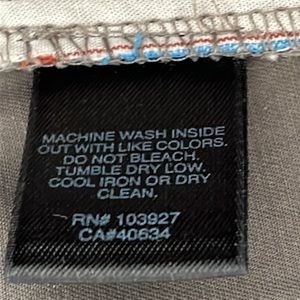 MACHINE WASH INSIDE
OUT WITH LIKE COLORS.
DO NOT BLEACH.
TUMBLE DRY LOW.
COOL IRON OR DRY
CLEAN.
RN# 103927
CA#40634